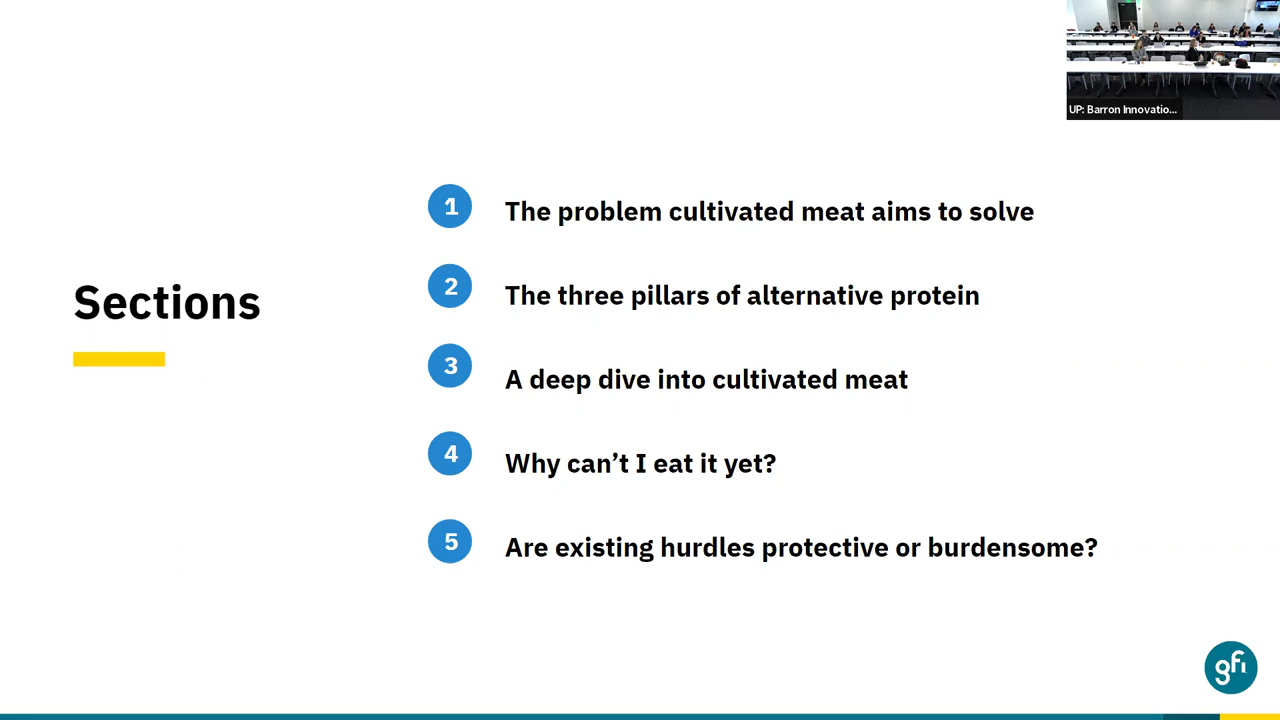 UP: Barron Innovatio...
Sections
1 The problem cultivated meat aims to solve
2 The three pillars of alternative protein
3 A deep dive into cultivated meat
4 Why can’t I eat it yet?
5 Are existing hurdles protective or burdensome?
gfi